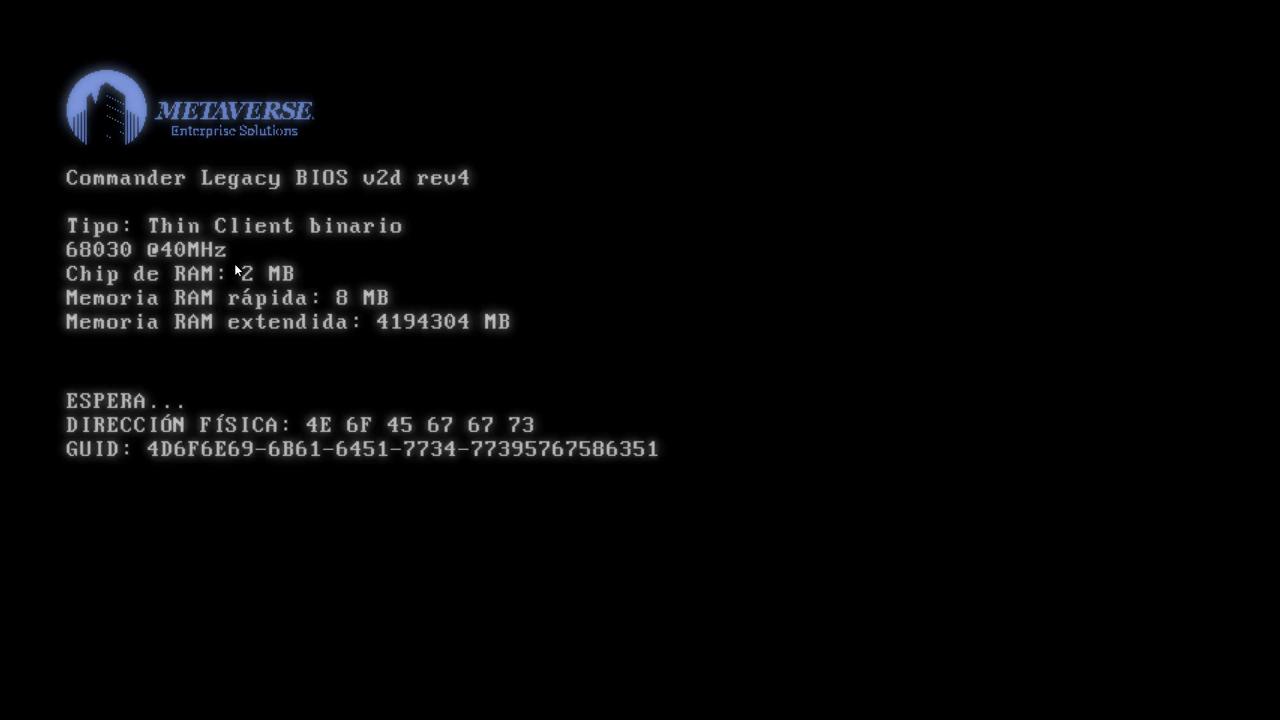 METAVERSE
Enterprise Solutions
Commander Legacy BIOS v2d rev4
Tipo: Thin Client binario
68030 @40MHz
Chip de RAM: 2 MB
Memoria RAM rápida: 8 MB
Memoria RAM extendida: 4194304 MB
ESPERA...
DIRECCIÓN FÍSICA: 4E 6F 45 67 67 73
GUID: 4D6F6E69-6B61-6451-7734-77395767586351